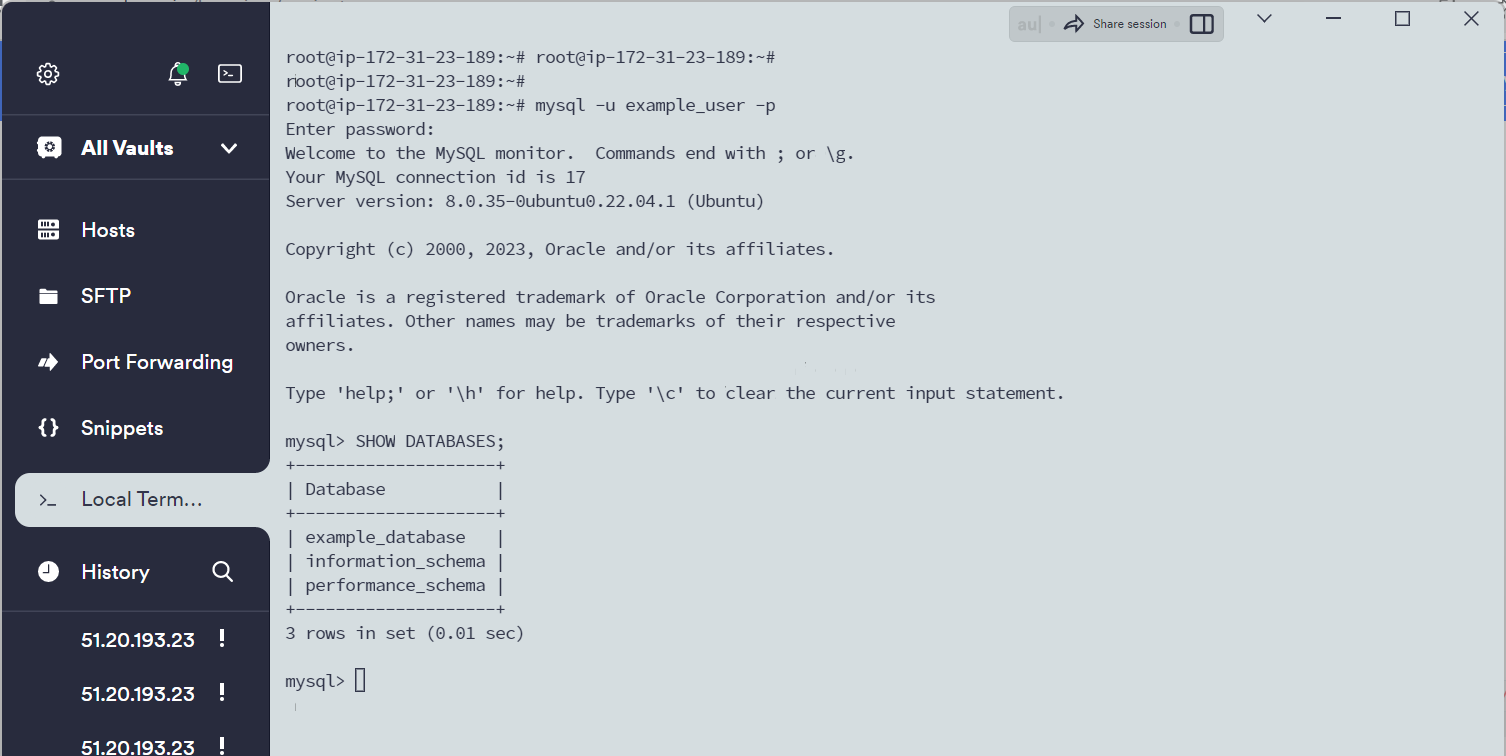 au|
Share session
All Vaults
Hosts
SFTP
Port Forwarding
Snippets
Local Term...
History
51.20.193.23 !
51.20.193.23 !
51.20.193.23 !
root@ip-172-31-23-189:~# root@ip-172-31-23-189:~#
root@ip-172-31-23-189:~#
root@ip-172-31-23-189:~# mysql -u example_user -p
Enter password:
Welcome to the MySQL monitor.  Commands end with ; or \g.
Your MySQL connection id is 17
Server version: 8.0.35-0ubuntu0.22.04.1 (Ubuntu)
Copyright (c) 2000, 2023, Oracle and/or its affiliates.
Oracle is a registered trademark of Oracle Corporation and/or its
affiliates. Other names may be trademarks of their respective
owners.
Type 'help;' or '\h' for help. Type '\c' to clear the current input statement.
mysql> SHOW DATABASES;
+--------------------+
| Database           |
+--------------------+
| example_database   |
| information_schema |
| performance_schema |
+--------------------+
3 rows in set (0.01 sec)
mysql>